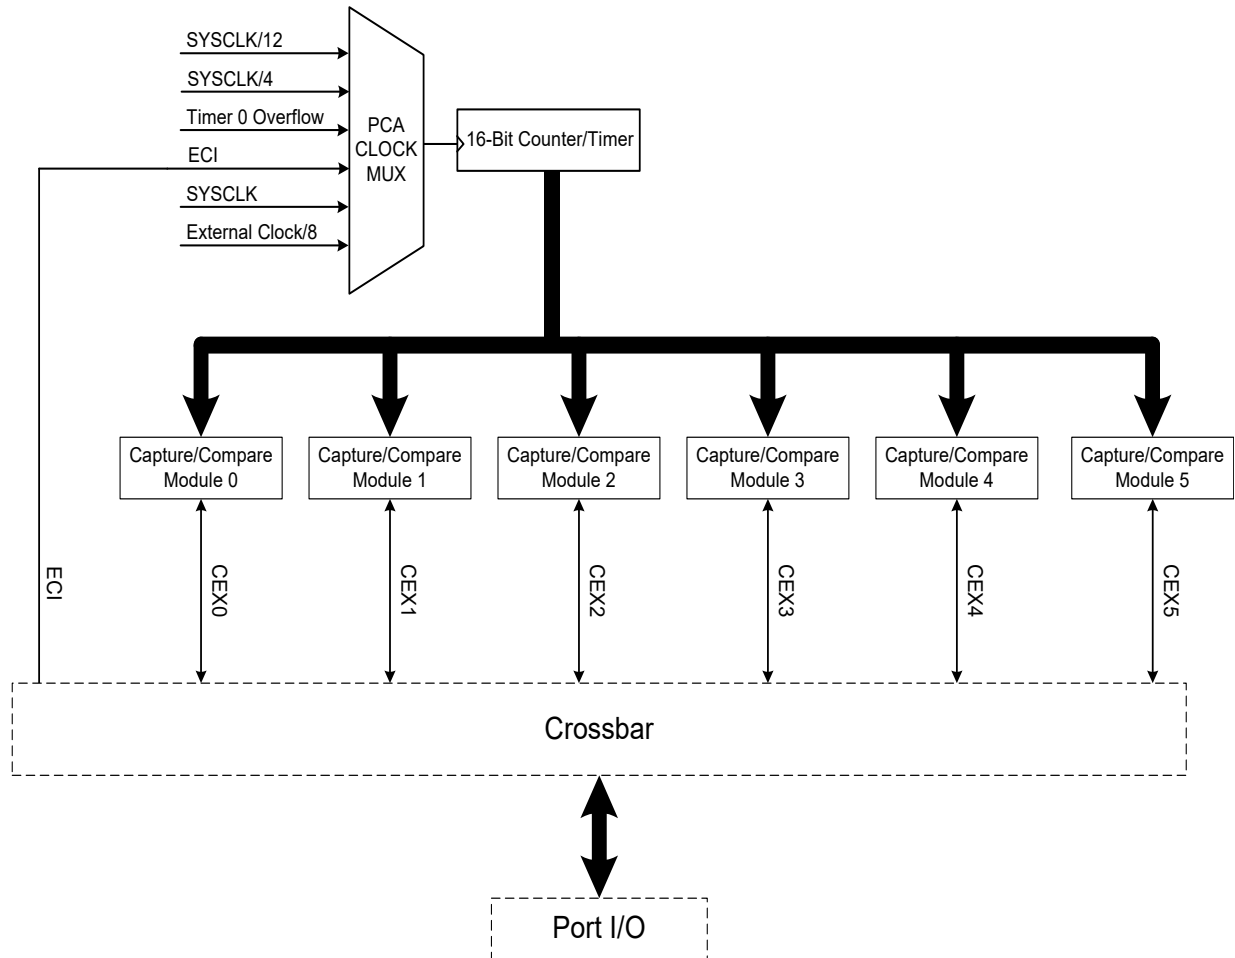 SYSCLK/12
SYSCLK/4
Timer 0 Overflow
ECI
SYSCLK
External Clock/8
PCA
CLOCK
MUX
16-Bit Counter/Timer
Capture/Compare
Module 0
Capture/Compare
Module 1
Capture/Compare
Module 2
Capture/Compare
Module 3
Capture/Compare
Module 4
Capture/Compare
Module 5
ECI
CEX0
CEX1
CEX2
CEX3
CEX4
CEX5
Crossbar
Port I/O